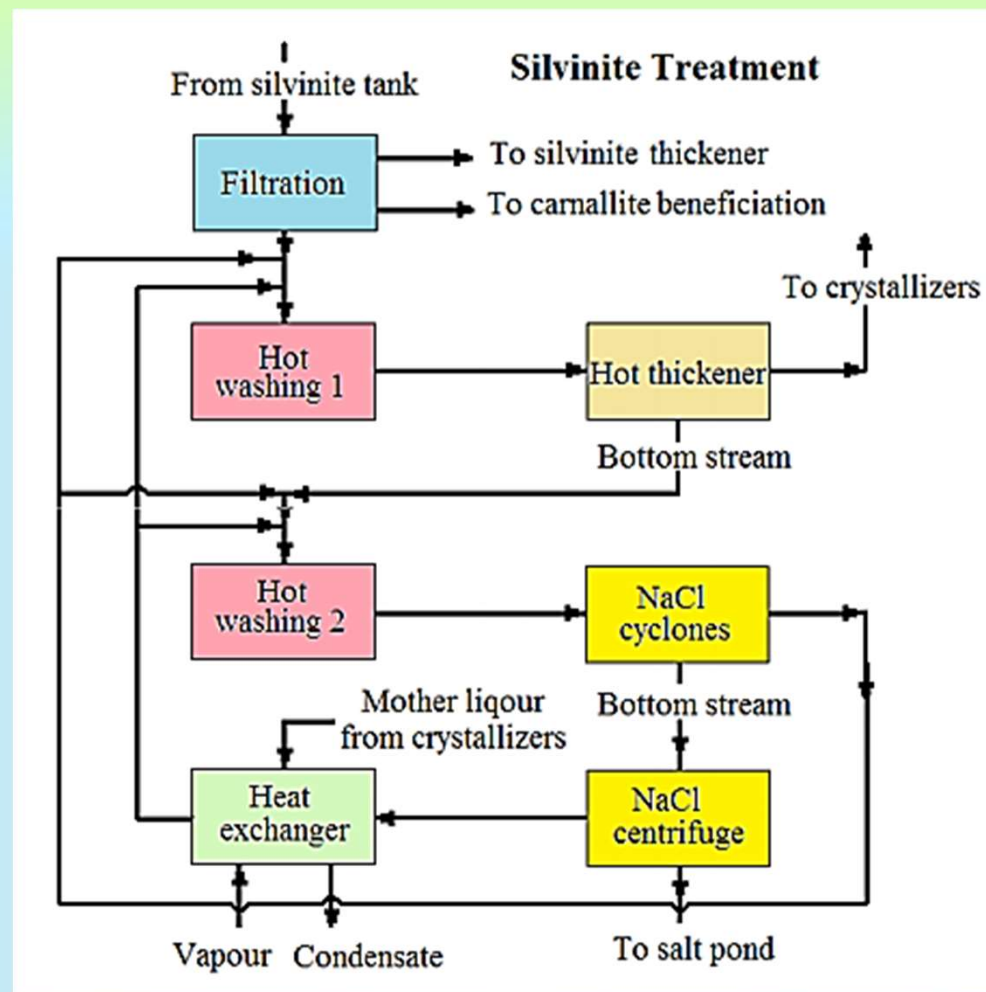 Silvinite Treatment
From silvinite tank
Filtration
To silvinite thickener
To carnallite beneficiation
To crystallizers
Hot
washing 1
Hot thickener
Bottom stream
Hot
washing 2
NaCl
cyclones
Mother liqour
from crystallizers
Bottom stream
Heat
exchanger
NaCl
centrifuge
Vapour
Condensate
To salt pond